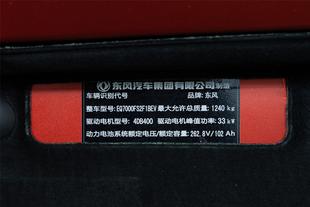 东风汽车集团有限公司制造
车辆识别代号 品牌：东风
整车型号：EQ7000FS2F1BEV 最大允许总质量：1240 kg
驱动电机型号：4DB400 驱动电机峰值功率：33 kW
动力电池系统额定电压/额定容量：262.8V/102 Ah